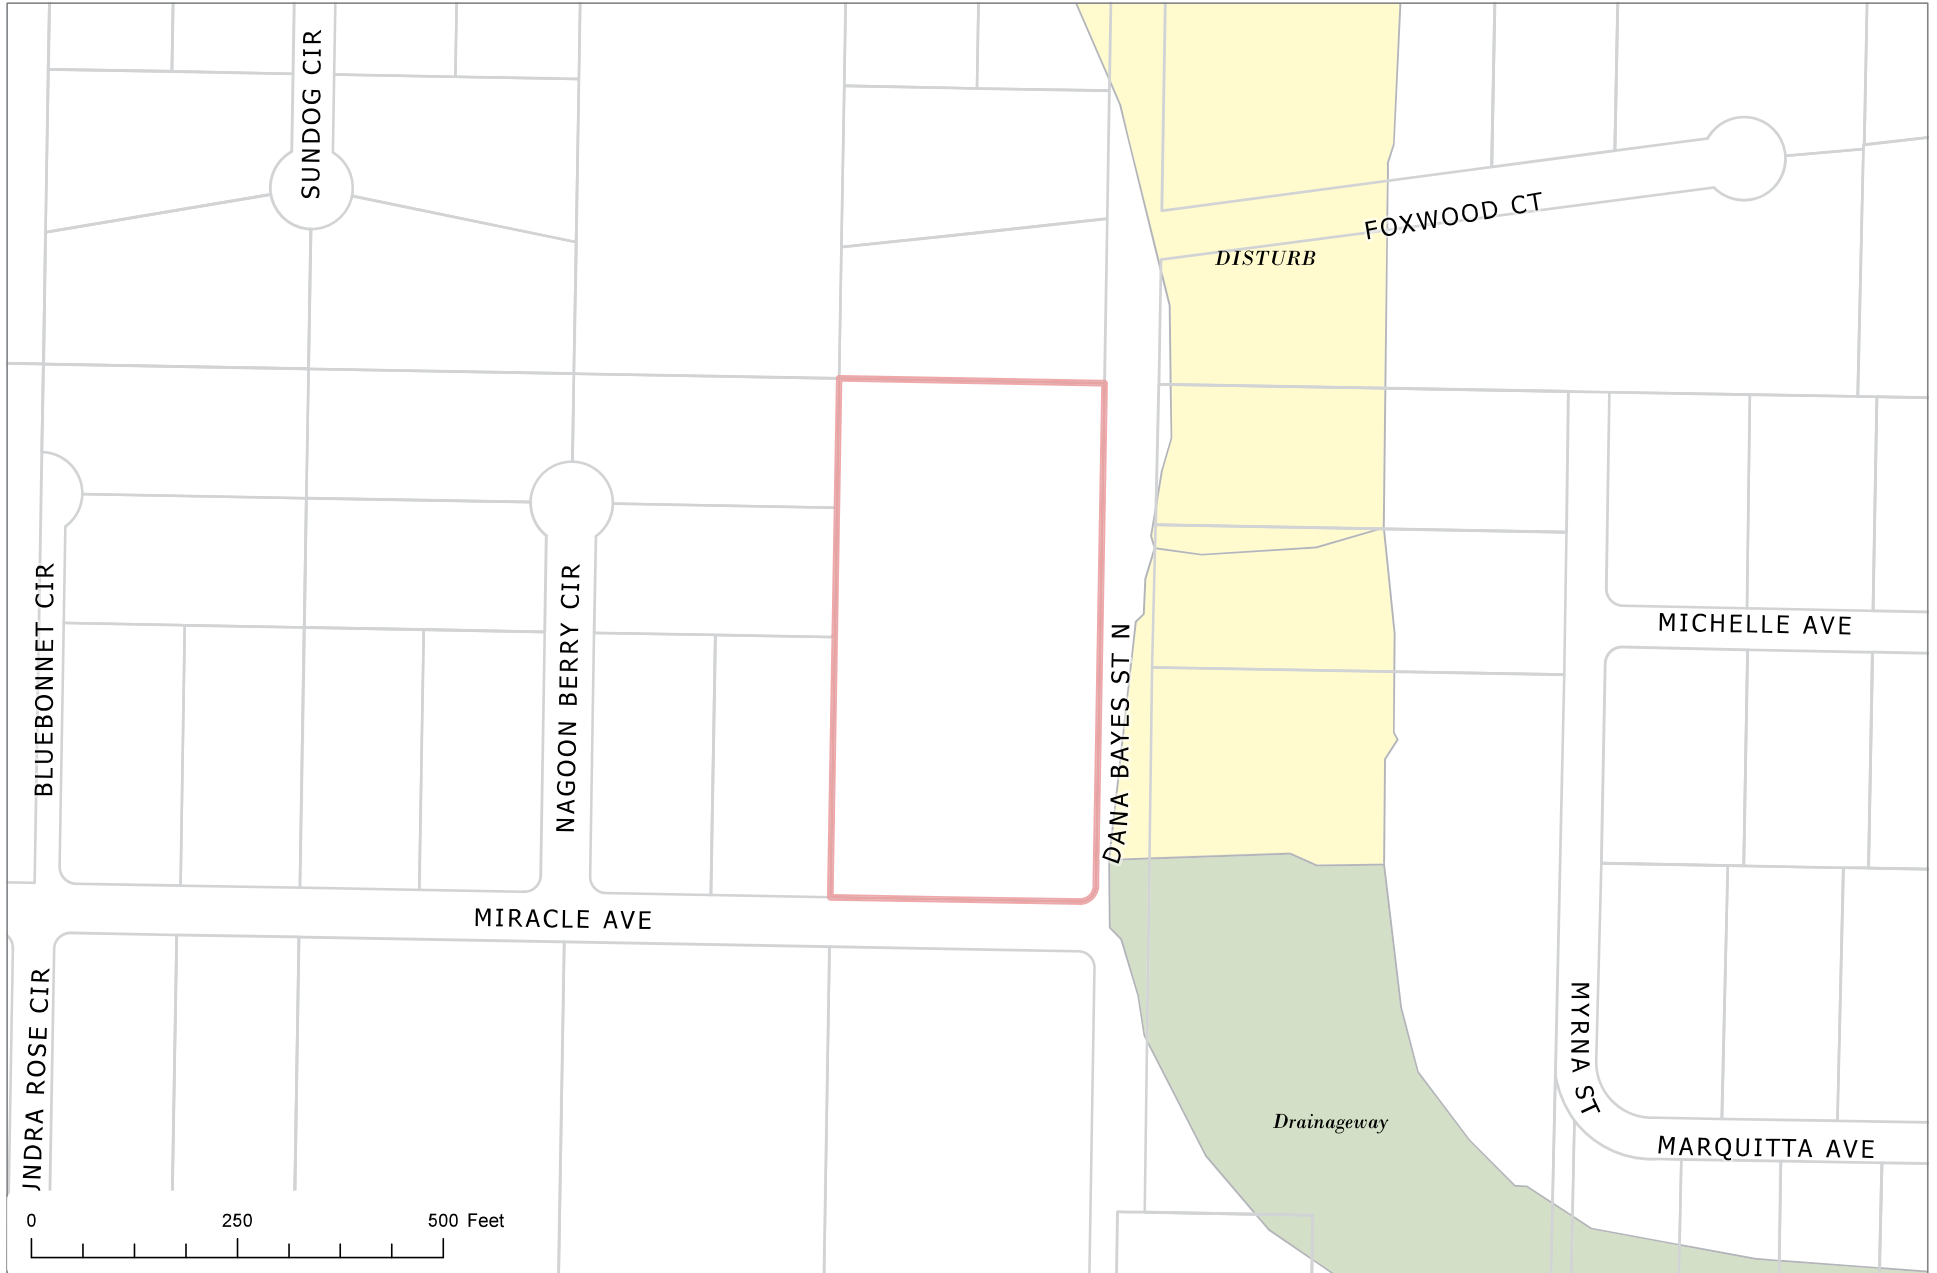 SUNDOG CIR
FOXWOOD CT
DISTURB
BLUEBONNET CIR
NAGOON BERRY CIR
DANA BAYES ST N
MICHELLE AVE
MIRACLE AVE
UNDRA ROSE CIR
MYRNA ST
Drainageway
MARQUITTA AVE
0 250 500 Feet